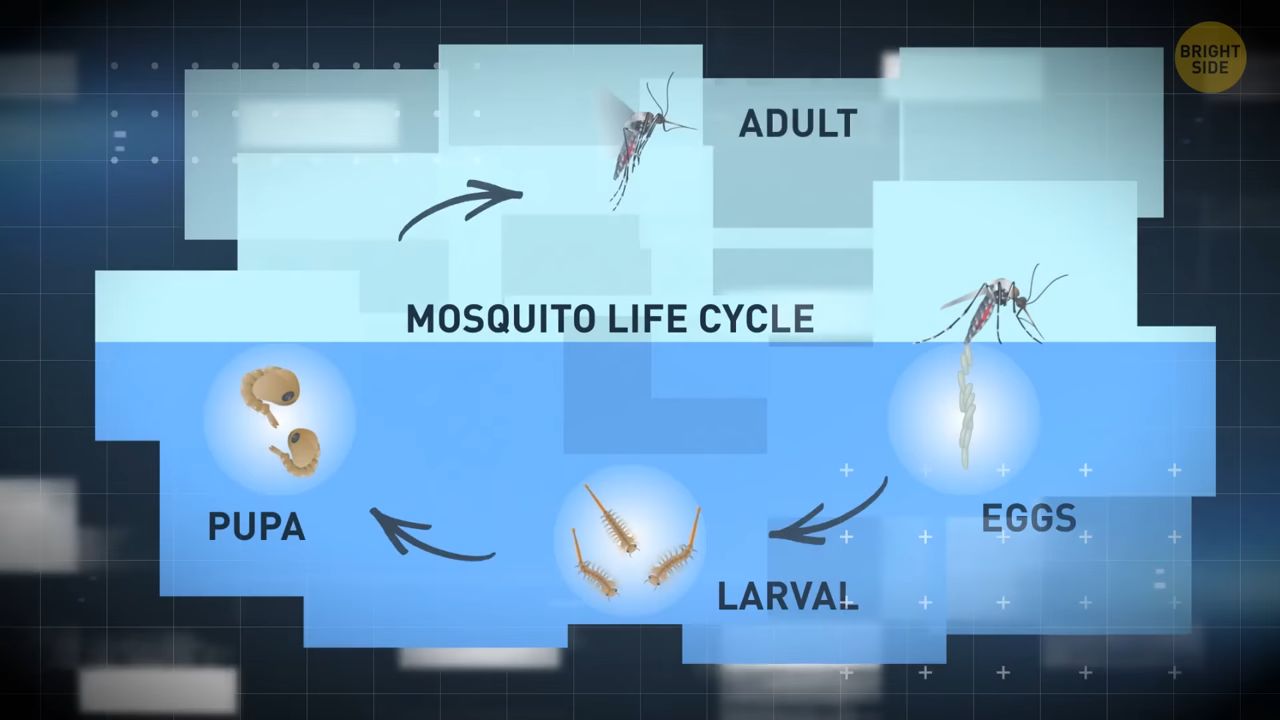 BRIGHT
SIDE
ADULT
MOSQUITO LIFE CYCLE
EGGS
PUPA
LARVAL